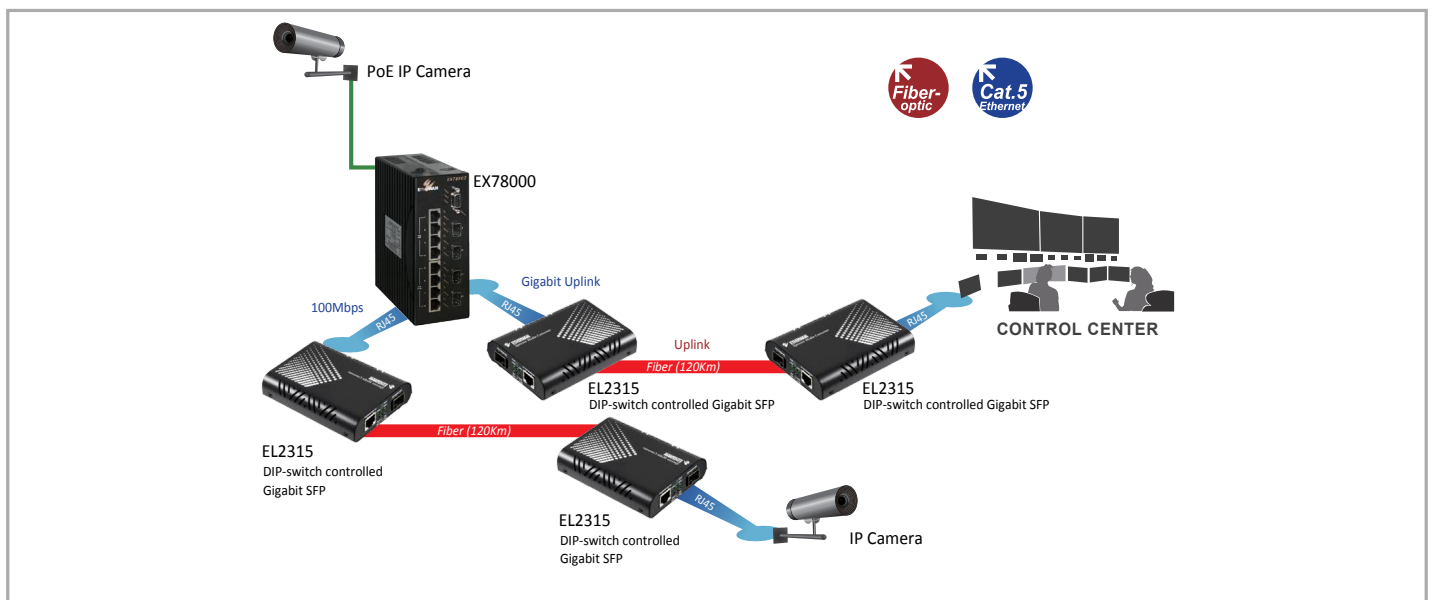 PoE IP Camera
Fiber-
optic
Cat.5
Ethernet
EX78000
Gigabit Uplink
100Mbps
RJ45
RJ45
RJ45
CONTROL CENTER
Uplink
Fiber (120Km)
EL2315
DIP-switch controlled Gigabit SFP
EL2315
DIP-switch controlled Gigabit SFP
Fiber (120Km)
EL2315
DIP-switch controlled
Gigabit SFP
RJ45
EL2315
DIP-switch controlled
Gigabit SFP
IP Camera